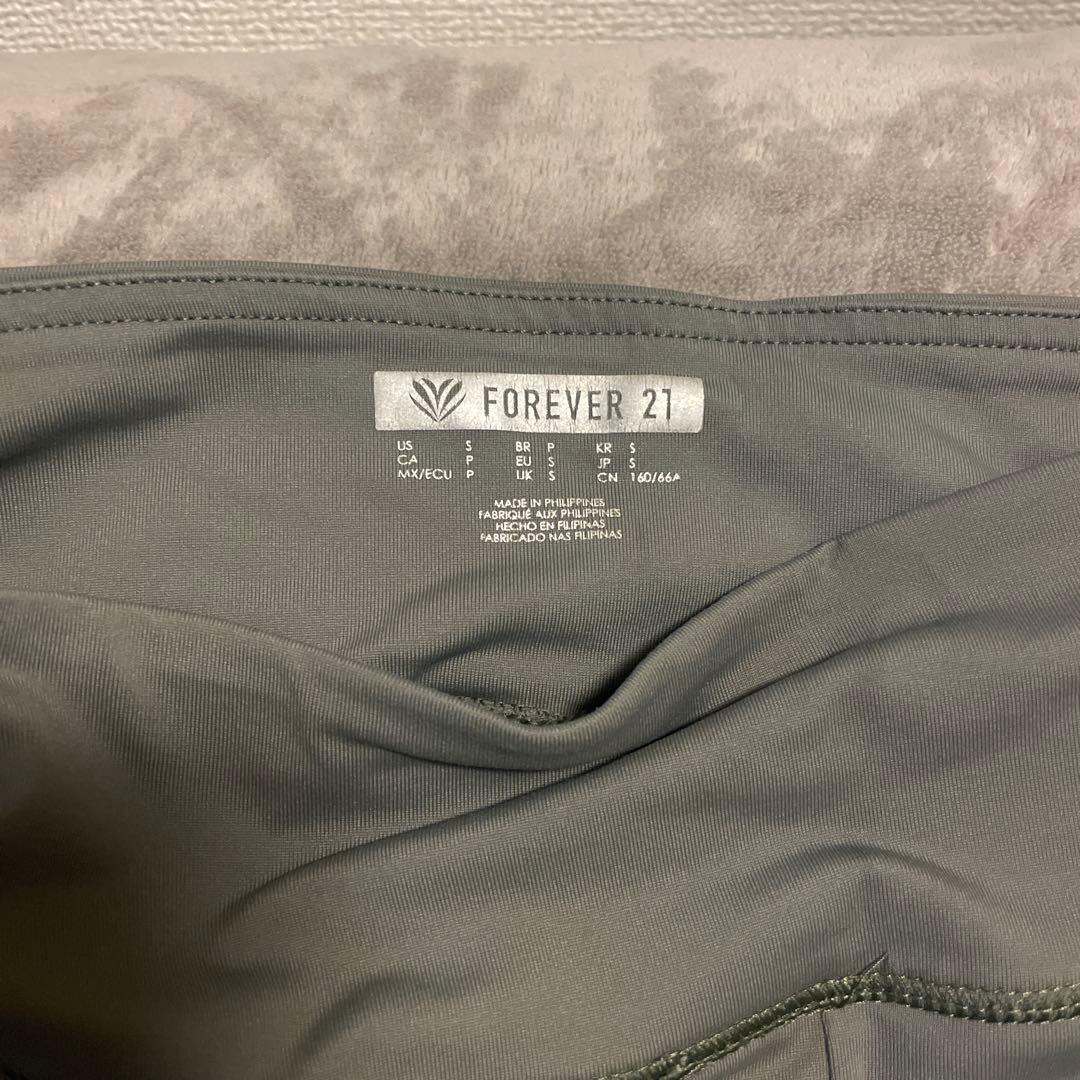 FOREVER 21
US S BR P KR S
CA P EU S JP S
MX/ECU P UK S CN 160/66A
MADE IN PHILIPPINES
FABRIQUÉ AUX PHILIPPINES
HECHO EN FILIPINAS
FABRICADO NAS FILIPINAS